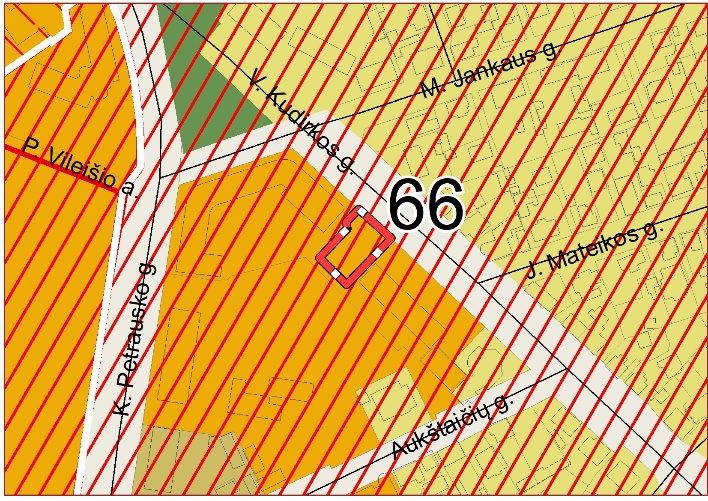 M. Jankaus g.
V. Kudirkos g.
P. Vileišio a.
66
J. Mateikos g.
K. Petrausko g
Aukštaičių g.